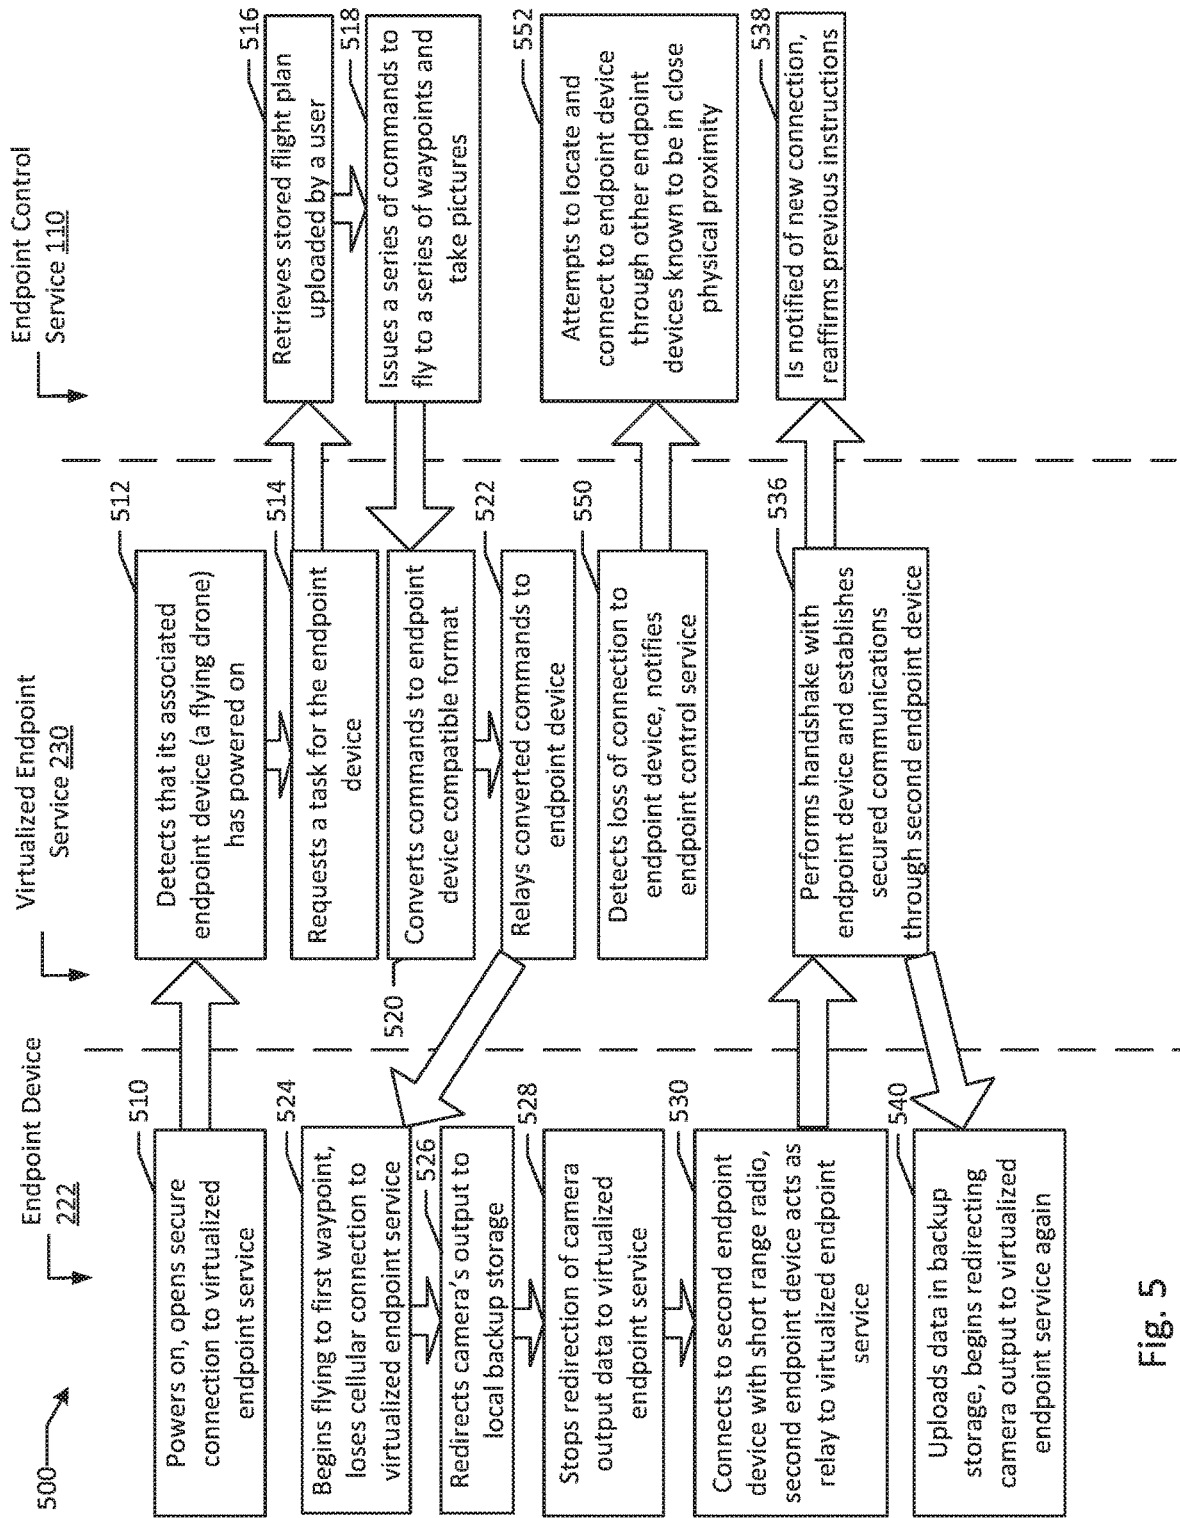 500
Endpoint Device
222
Virtualized Endpoint
Service 230
Endpoint Control
Service 110
510
Powers on, opens secure
connection to virtualized
endpoint service
512
Detects that its associated
endpoint device (a flying drone)
has powered on
514
Requests a task for the endpoint
device
516
Retrieves stored flight plan
uploaded by a user
518
Issues a series of commands to
fly to a series of waypoints and
take pictures
520
Converts commands to endpoint
device compatible format
522
Relays converted commands to
endpoint device
524
Begins flying to first waypoint,
loses cellular connection to
virtualized endpoint service
526
Redirects camera's output to
local backup storage
528
Stops redirection of camera
output data to virtualized
endpoint service
550
Detects loss of connection to
endpoint device, notifies
endpoint control service
552
Attempts to locate and
connect to endpoint device
through other endpoint
devices known to be in close
physical proximity
530
Connects to second endpoint
device with short range radio,
second endpoint device acts as
relay to virtualized endpoint
service
536
Performs handshake with
endpoint device and establishes
secured communications
through second endpoint device
538
Is notified of new connection,
reaffirms previous instructions
540
Uploads data in backup
storage, begins redirecting
camera output to virtualized
endpoint service again
Fig. 5